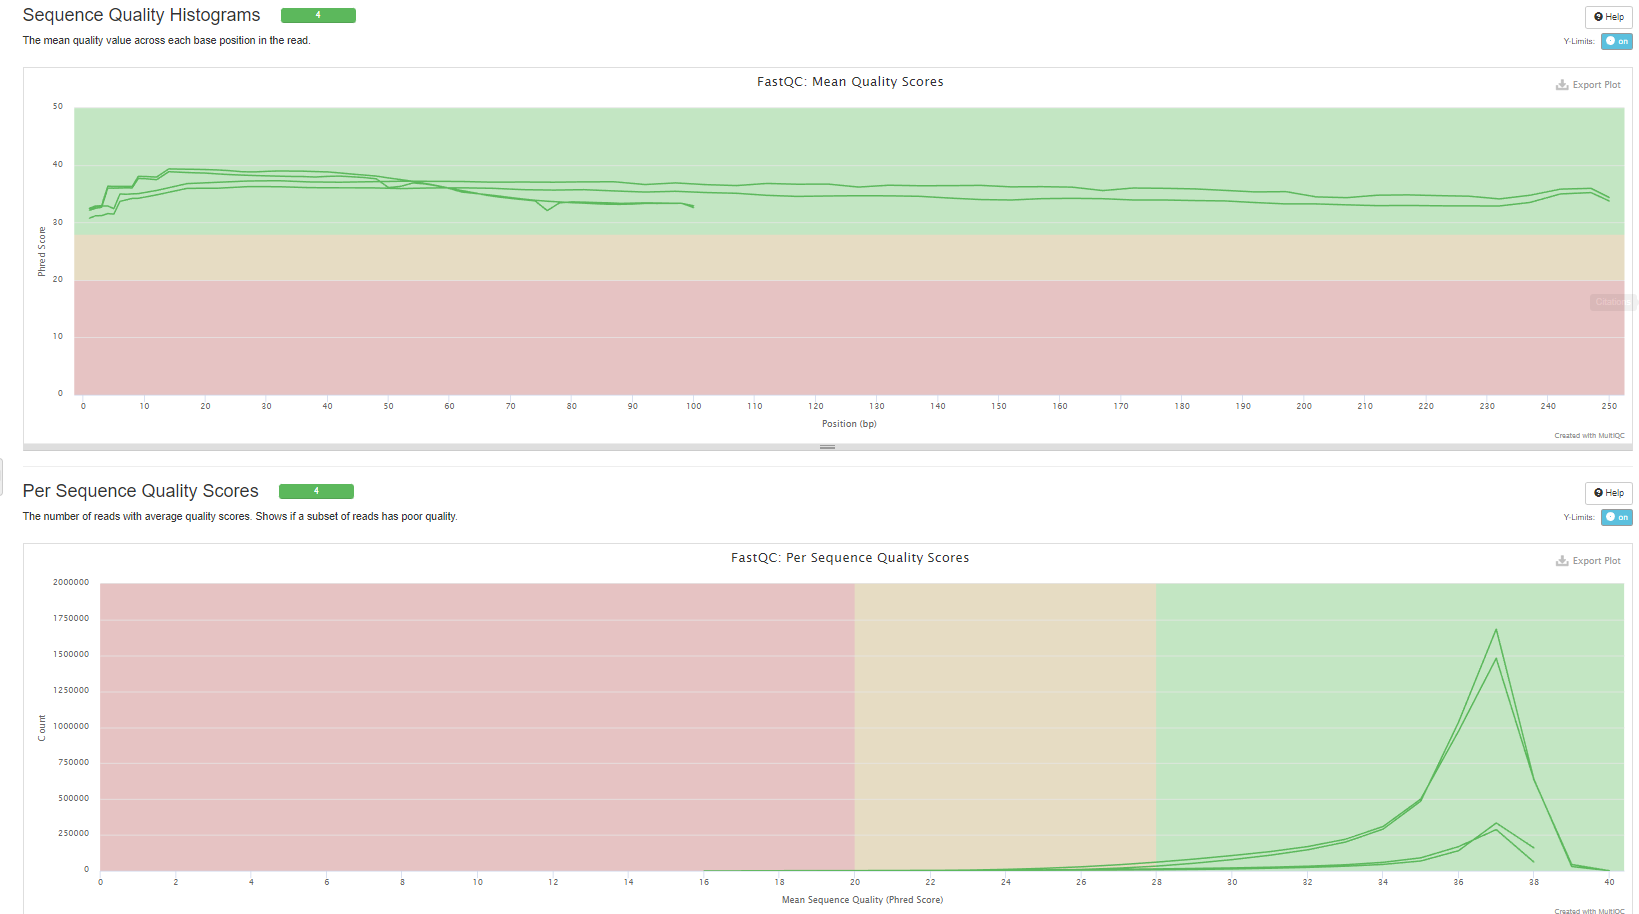 Sequence Quality Histograms 4
Help
The mean quality value across each base position in the read.
Y-Limits: on
FastQC: Mean Quality Scores
Export Plot
50
40
30
20
10
0
Phred Score
Citations
0 10 20 30 40 50 60 70 80 90 100 110 120 130 140 150 160 170 180 190 200 210 220 230 240 250
Position (bp)
Created with MultiQC
Per Sequence Quality Scores 4
Help
The number of reads with average quality scores. Shows if a subset of reads has poor quality.
Y-Limits: on
FastQC: Per Sequence Quality Scores
Export Plot
2000000
1750000
1500000
1250000
1000000
750000
500000
250000
0
Count
0 2 4 6 8 10 12 14 16 18 20 22 24 26 28 30 32 34 36 38 40
Mean Sequence Quality (Phred Score)
Created with MultiQC